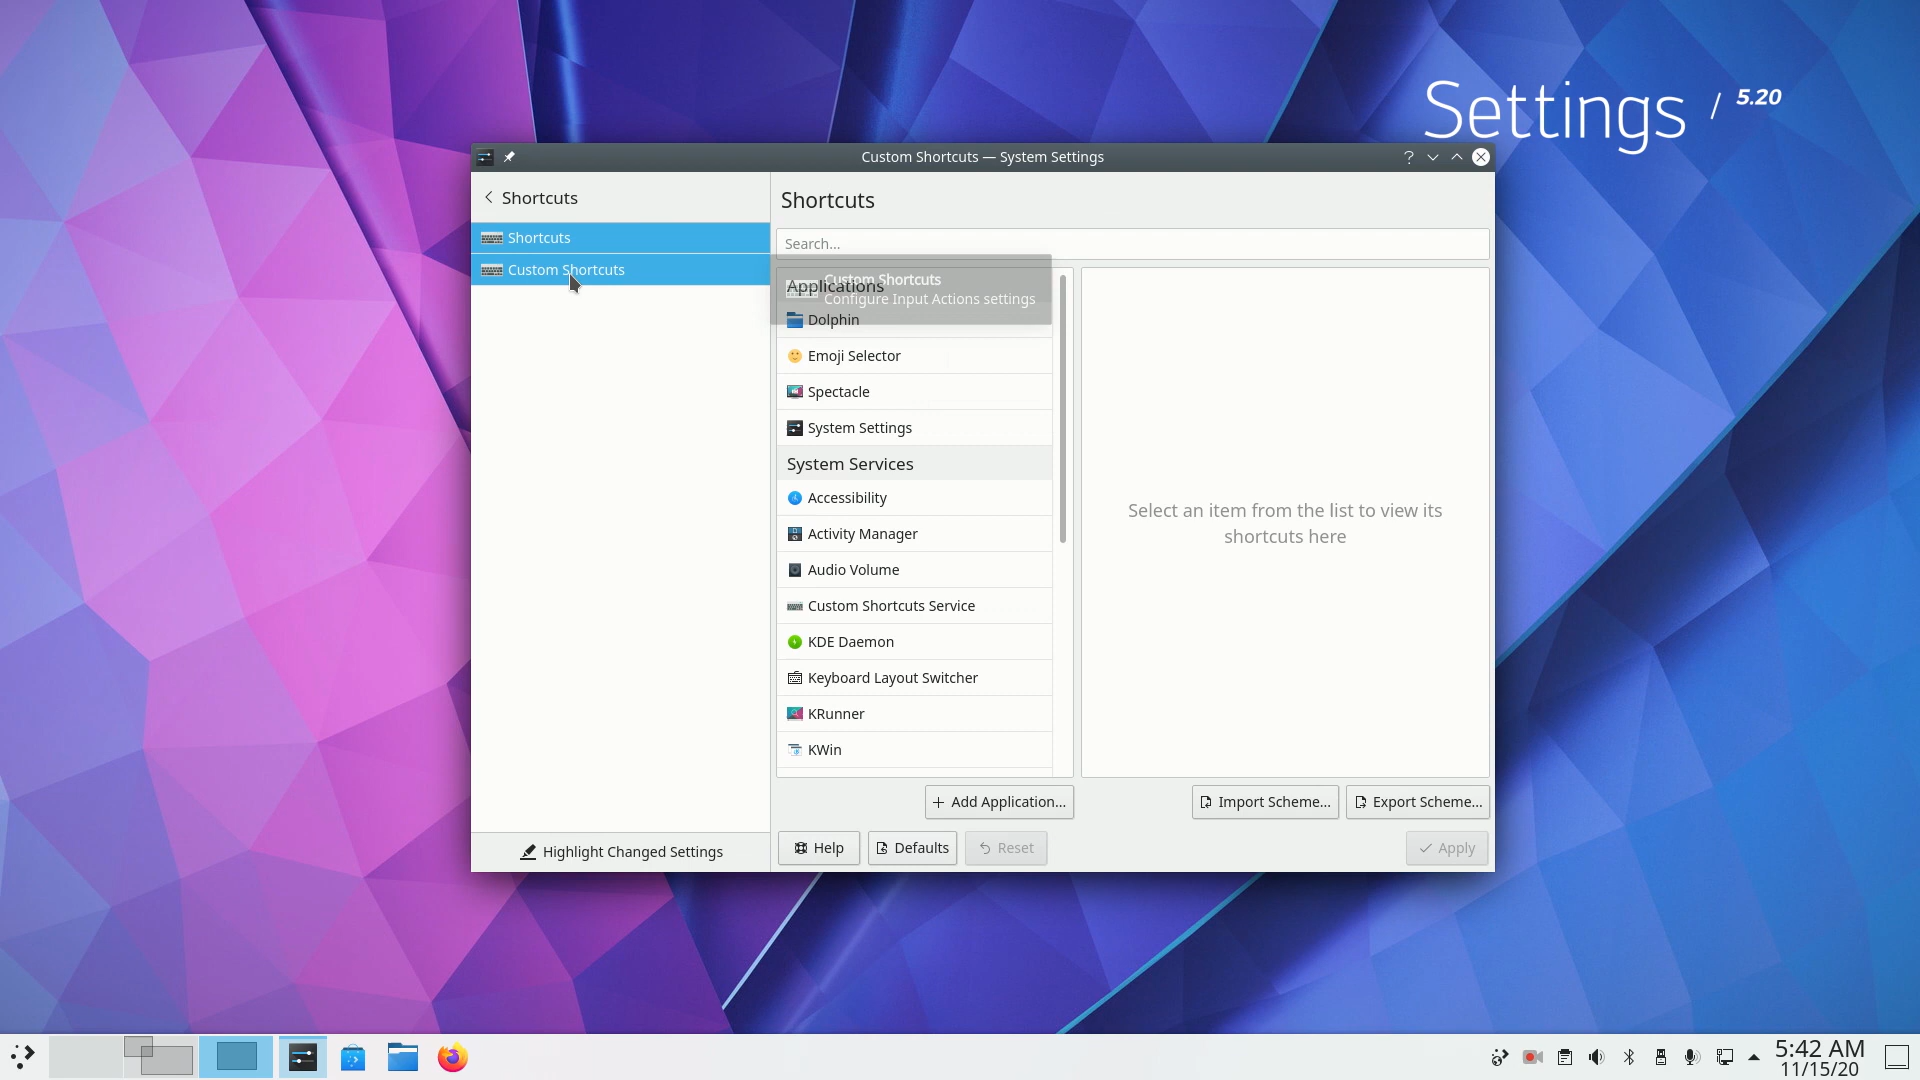 Settings / 5.20
Custom Shortcuts — System Settings
?
Shortcuts
Shortcuts
Custom Shortcuts
Highlight Changed Settings
Shortcuts
Search...
Custom Shortcuts
Configure Input Actions settings
Applications
Dolphin
Emoji Selector
Spectacle
System Settings
System Services
Accessibility
Activity Manager
Audio Volume
Custom Shortcuts Service
KDE Daemon
Keyboard Layout Switcher
KRunner
KWin
Select an item from the list to view its
shortcuts here
Add Application...
Import Scheme...
Export Scheme...
Help
Defaults
Reset
Apply
5:42 AM
11/15/20